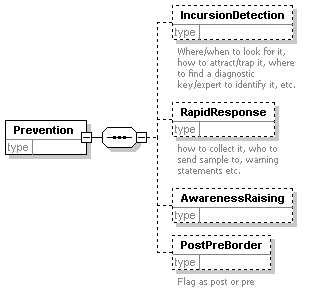 IncursionDetection
type
Where/when to look for it,
how to attract/trap it, where
to find a diagnostic
key/expert to identify it, etc.
RapidResponse
type
how to collect it, who to
send sample to, warning
statements etc.
Prevention
type
AwarenessRaising
type
PostPreBorder
type
Flag as post or pre